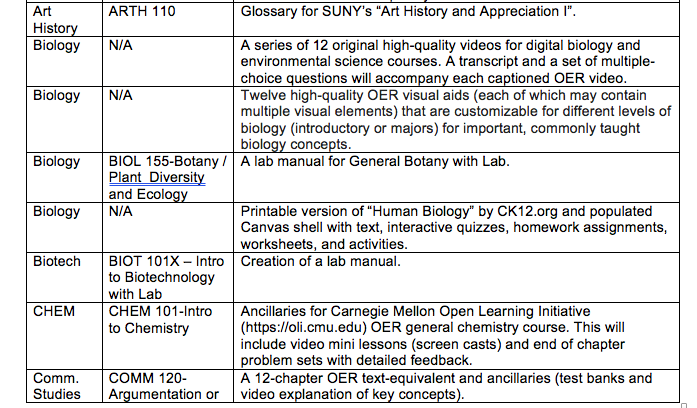 Art ARTH 110 Glossary for SUNY's “Art History and Appreciation I”.
History
Biology N/A A series of 12 original high-quality videos for digital biology and
environmental science courses. A transcript and a set of multiple-
choice questions will accompany each captioned OER video.
Biology N/A Twelve high-quality OER visual aids (each of which may contain
multiple visual elements) that are customizable for different levels of
biology (introductory or majors) for important, commonly taught
biology concepts.
Biology BIOL 155-Botany / A lab manual for General Botany with Lab.
Plant Diversity
and Ecology
Biology N/A Printable version of “Human Biology” by CK12.org and populated
Canvas shell with text, interactive quizzes, homework assignments,
worksheets, and activities.
Biotech BIOT 101X – Intro Creation of a lab manual.
to Biotechnology
with Lab
CHEM CHEM 101-Intro Ancillaries for Carnegie Mellon Open Learning Initiative
to Chemistry (https://oli.cmu.edu) OER general chemistry course. This will
include video mini lessons (screen casts) and end of chapter
problem sets with detailed feedback.
Comm. COMM 120- A 12-chapter OER text-equivalent and ancillaries (test banks and
Studies Argumentation or video explanation of key concepts).